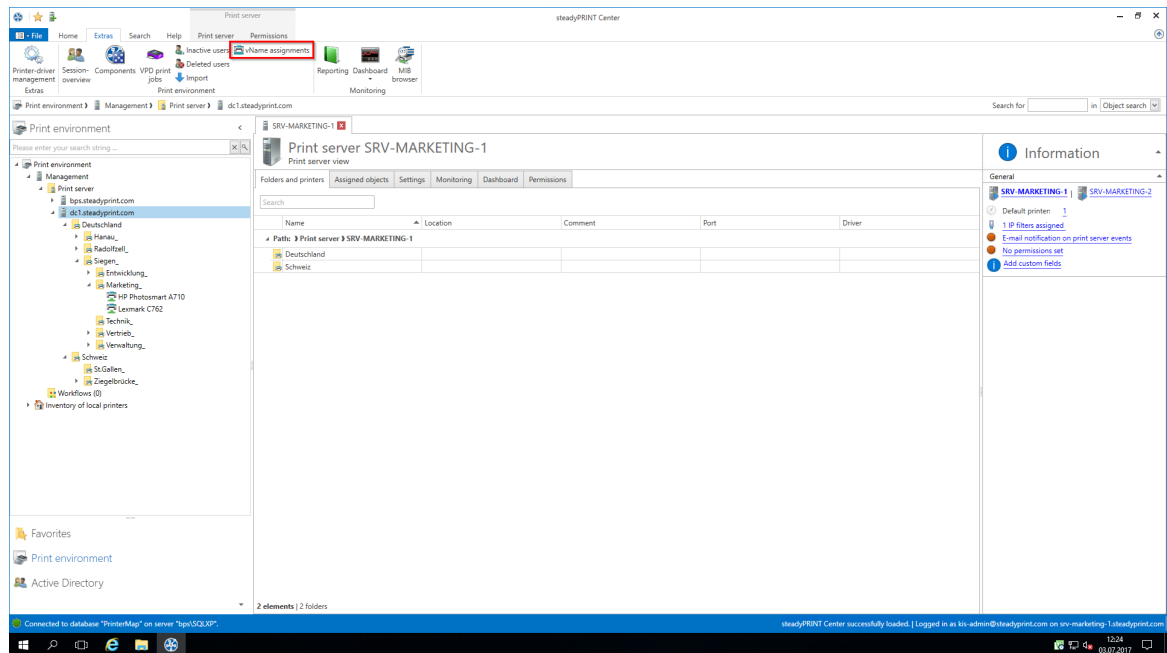 Print server
steadyPRINT Center
File Home Extras Search Help Print server Permissions
Printer-driver management
Session-overview
Components
VPD print jobs
Inactive users
Deleted users
Import
vName assignments
Reporting
Dashboard
MIB browser
Extras
Print environment
Monitoring
Print environment Management Print server dc1.steadyprint.com
Search for in Object search
Print environment
Please enter your search string ...
Print environment
Management
Print server
bps.steadyprint.com
dc1.steadyprint.com
Deutschland
Hanau_
Radolfzell_
Siegen_
Entwicklung_
Marketing_
HP Photosmart A710
Lexmark C762
Technik_
Vertrieb_
Verwaltung_
Schweiz
St.Gallen_
Ziegelbrücke_
Workflows (0)
Inventory of local printers
Favorites
Print environment
Active Directory
SRV-MARKETING-1
Print server SRV-MARKETING-1
Print server view
Folders and printers Assigned objects Settings Monitoring Dashboard Permissions
Search
Name Location Comment Port Driver
Path: Print server SRV-MARKETING-1
Deutschland
Schweiz
2 elements | 2 folders
Information
General
SRV-MARKETING-1 | SRV-MARKETING-2
Default printer: 1
1 IP filters assigned
E-mail notification on print server events
No permissions set
Add custom fields
Connected to database "PrinterMap" on server "bps\SQLXP".
steadyPRINT Center successfully loaded. | Logged in as kis-admin@steadyprint.com on srv-marketing-1.steadyprint.com
12:24
03.07.2017